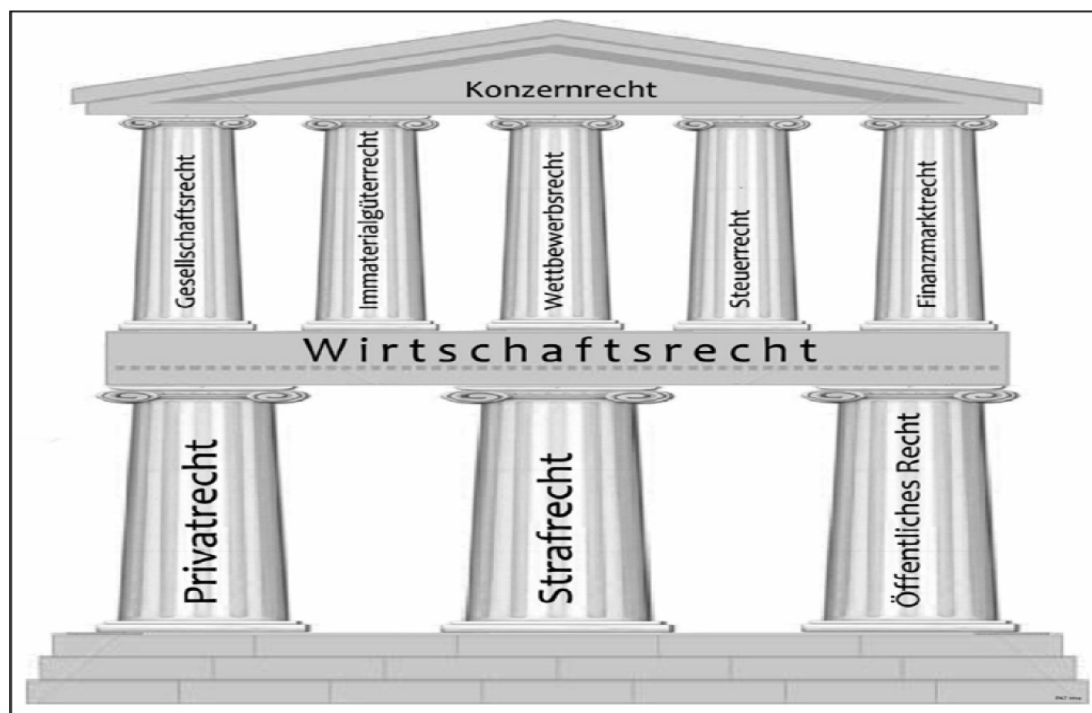 Konzernrecht
Gesellschaftsrecht
Immaterialgüterrecht
Wettbewerbsrecht
Steuerrecht
Finanzmarktrecht
Wirtschaftsrecht
Privatrecht
Strafrecht
Öffentliches Recht